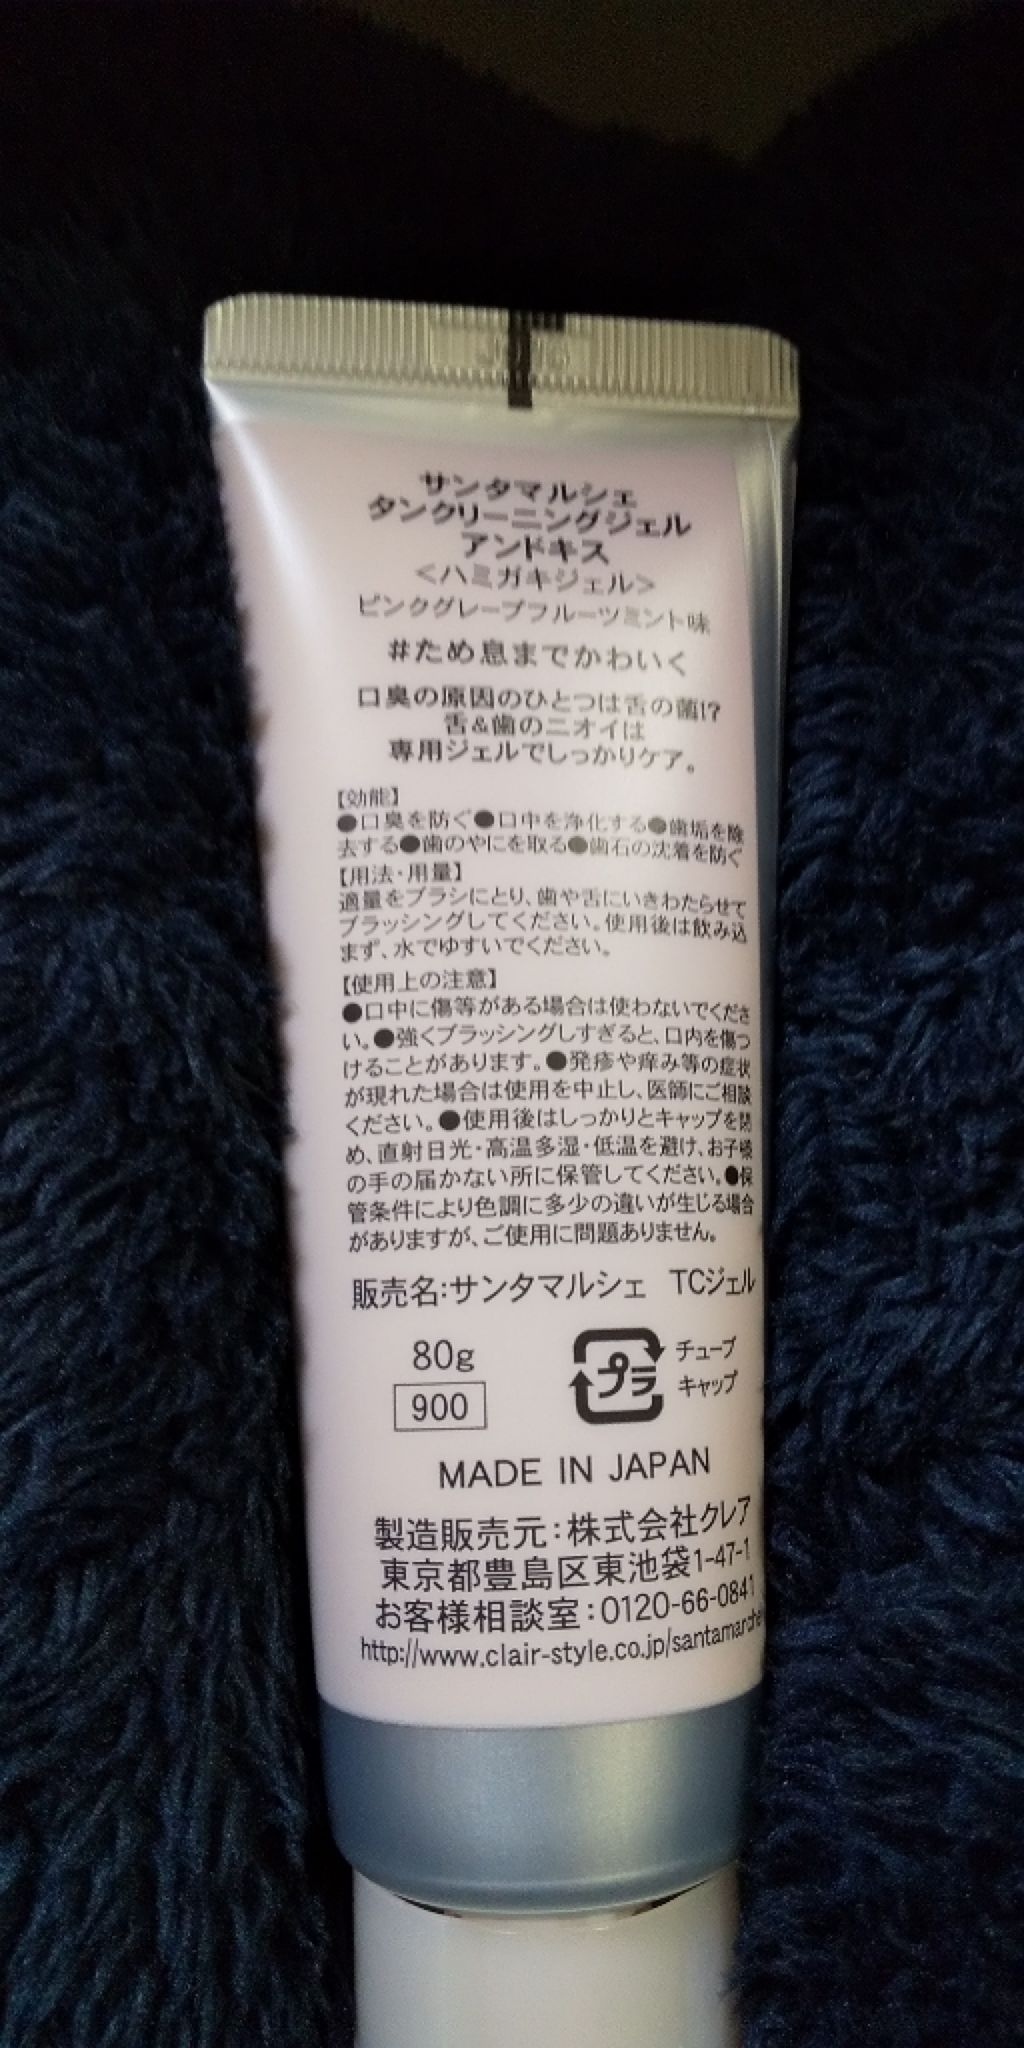 サンタマルシェ
タンクリーニングジェル
アンドキス
<ハミガキジェル>
ピンクグレープフルーツミント味
#ため息までかわいく
口臭の原因のひとつは舌の菌!?
舌&歯のニオイは
専用ジェルでしっかりケア。
【効能】
●口臭を防ぐ●口中を浄化する●歯垢を除
去する●歯のやにを取る●歯石の沈着を防ぐ
【用法・用量】
適量をブラシにとり、歯や舌にいきわたらせて
ブラッシングしてください。使用後は飲み込
まず、水でゆすいでください。
【使用上の注意】
●口中に傷等がある場合は使わないでくださ
い。●強くブラッシングしすぎると、口内を傷つ
けることがあります。●発疹や痒み等の症状
が現れた場合は使用を中止し、医師にご相談
ください。●使用後はしっかりとキャップを閉
め、直射日光・高温多湿・低温を避け、お子様
の手の届かない所に保管してください。●保
管条件により色調に多少の違いが生じる場合
がありますが、ご使用に問題ありません。
販売名:サンタマルシェ TCジェル
80g
プラ チューブ
キャップ
900
MADE IN JAPAN
製造販売元:株式会社クレア
東京都豊島区東池袋1-47-1
お客様相談室:0120-66-0841
http://www.clair-style.co.jp/santamarche